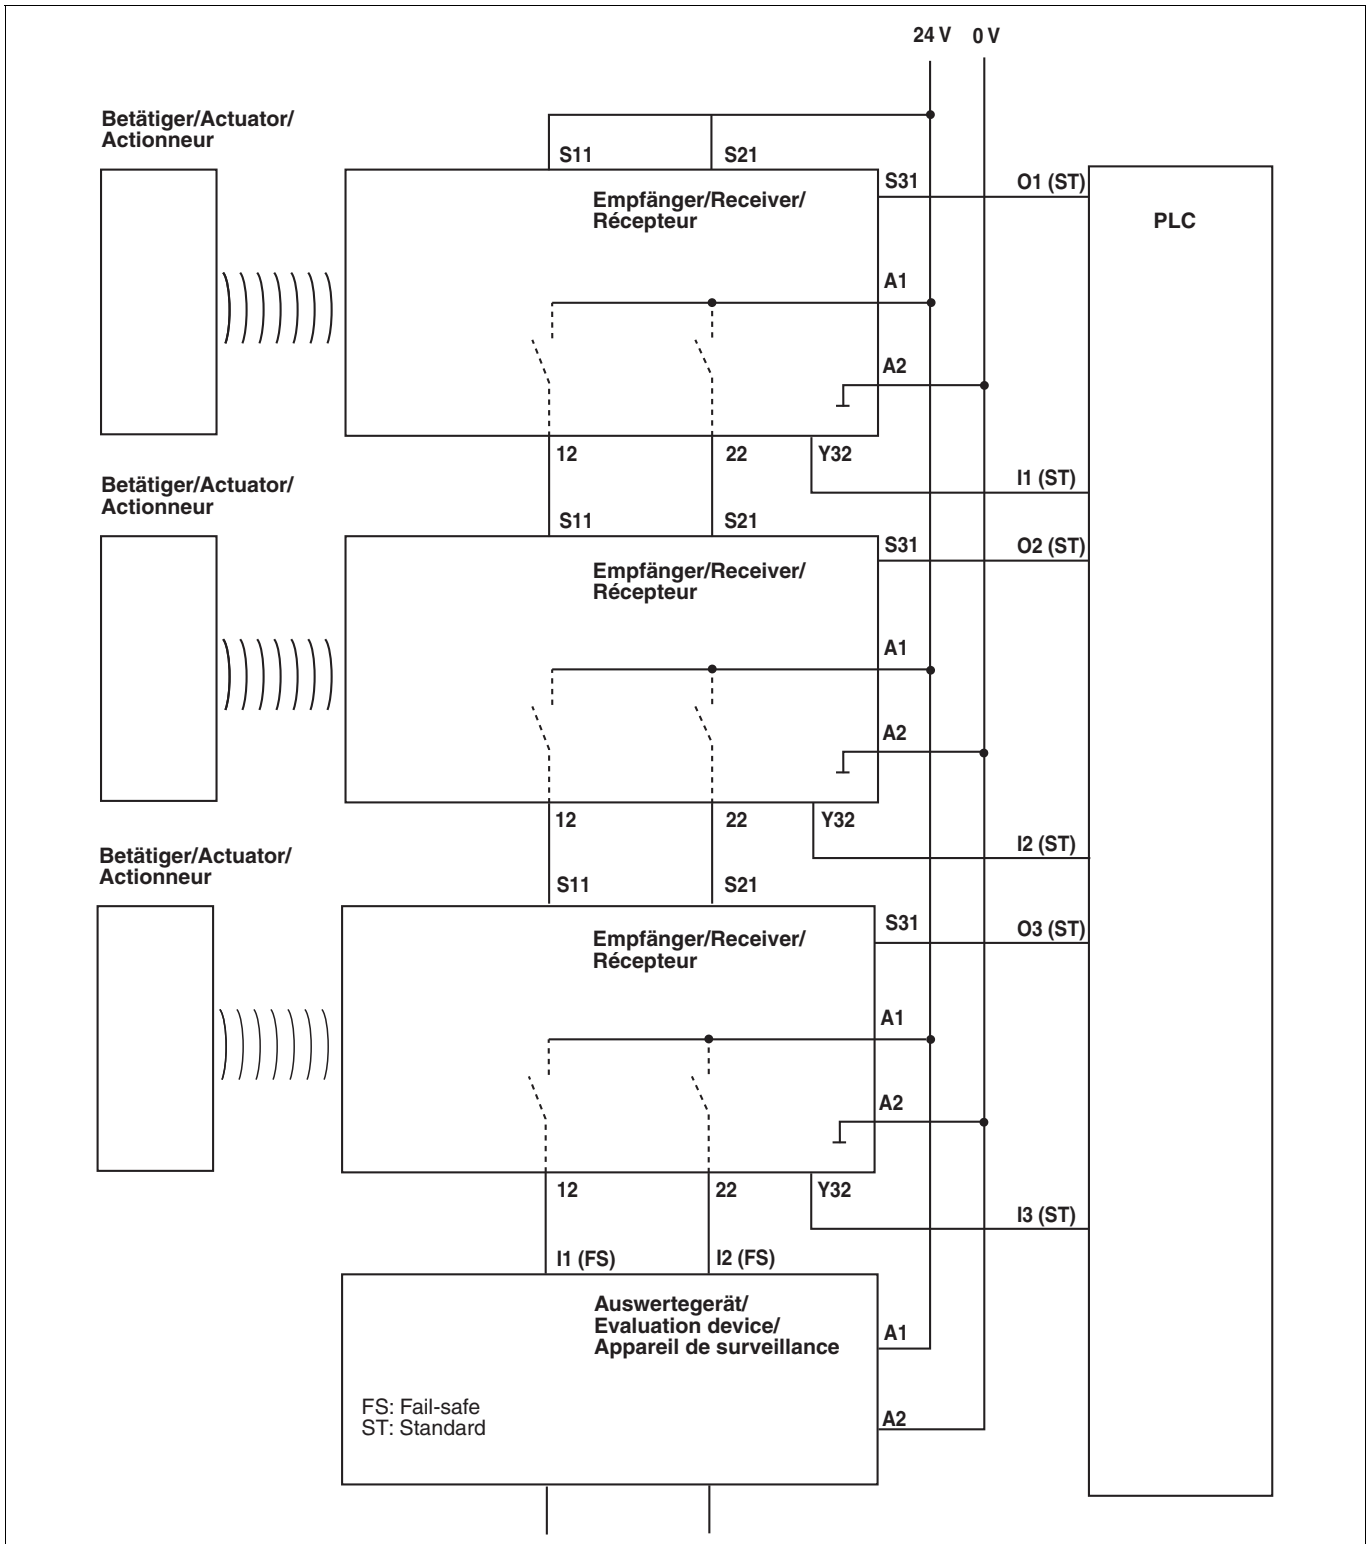 24 V 0 V
Betätiger/Actuator/
Actionneur
S11 S21
S31 O1 (ST)
Empfänger/Receiver/
Récepteur
PLC
A1
A2
12 22 Y32
I1 (ST)
Betätiger/Actuator/
Actionneur
S11 S21
S31 O2 (ST)
Empfänger/Receiver/
Récepteur
A1
A2
12 22 Y32
I2 (ST)
Betätiger/Actuator/
Actionneur
S11 S21
S31 O3 (ST)
Empfänger/Receiver/
Récepteur
A1
A2
12 22 Y32
I3 (ST)
I1 (FS) I2 (FS)
Auswertegerät/
Evaluation device/
Appareil de surveillance
A1
FS: Fail-safe
ST: Standard
A2